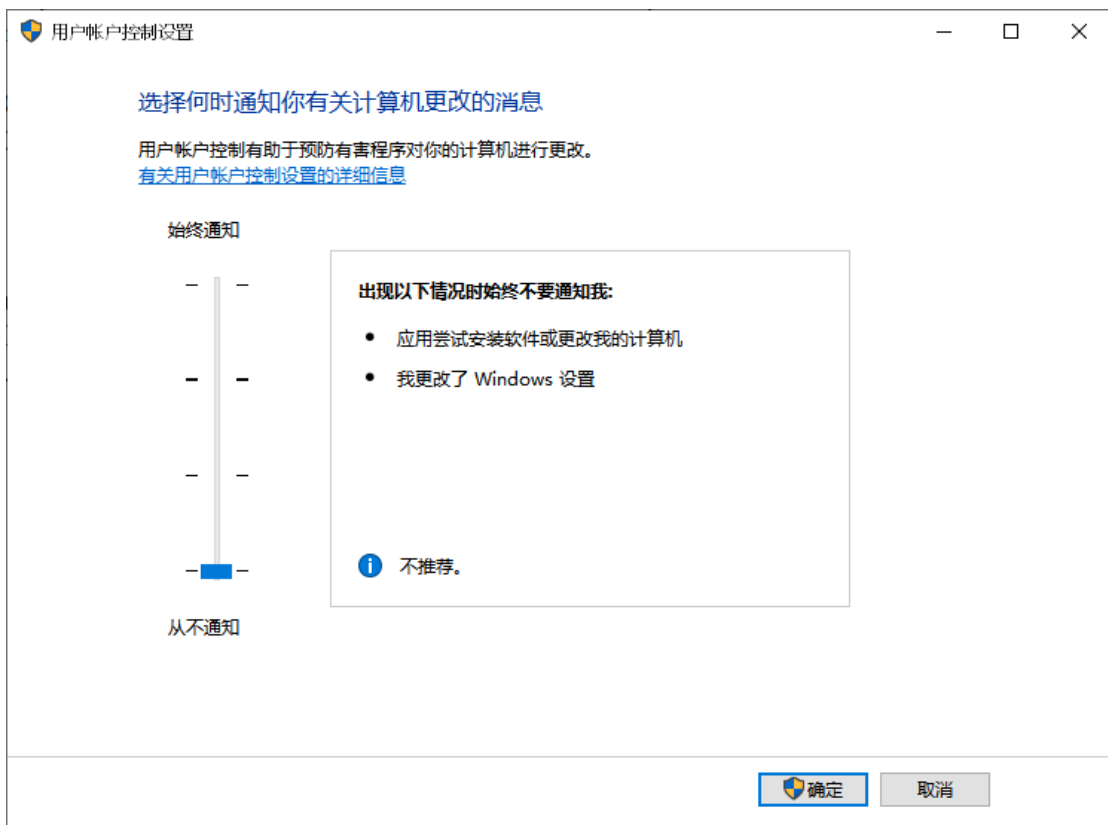 用户帐户控制设置
选择何时通知你有关计算机更改的消息
用户帐户控制有助于预防有害程序对你的计算机进行更改。
有关用户帐户控制设置的详细信息
始终通知
出现以下情况时始终不要通知我:
• 应用尝试安装软件或更改我的计算机
• 我更改了 Windows 设置
不推荐。
从不通知
确定
取消